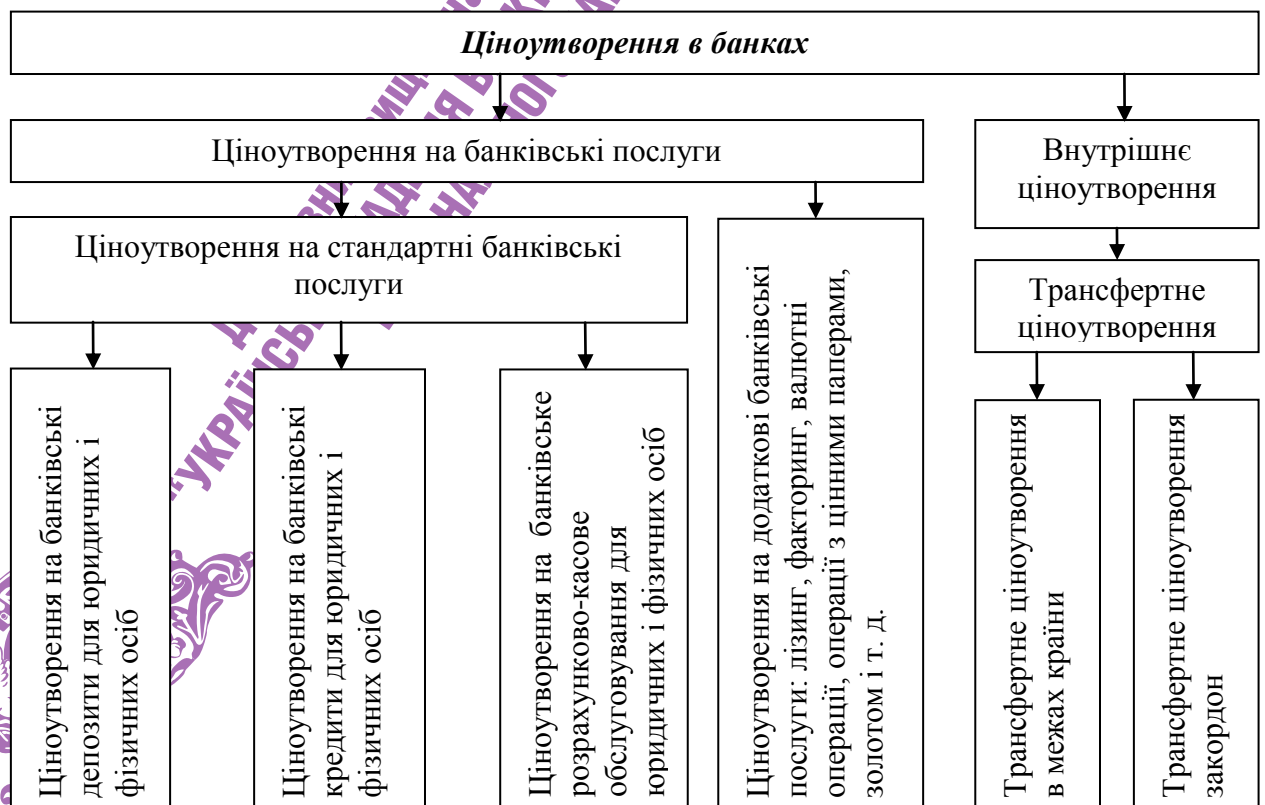 Ціноутворення в банках
Ціноутворення на банківські послуги
Внутрішнє
ціноутворення
Ціноутворення на стандартні банківські
послуги
Трансфертне
ціноутворення
Ціноутворення на банківські
депозити для юридичних і
фізичних осіб
Ціноутворення на банківські
кредити для юридичних і
фізичних осіб
Ціноутворення на банківське
розрахунково-касове
обслуговування для
юридичних і фізичних осіб
Ціноутворення на додаткові банківські
послуги: лізинг, факторинг, валютні
операції, операції з цінними паперами,
золотом і т. д.
Трансфертне ціноутворення
в межах країни
Трансфертне ціноутворення
закордон